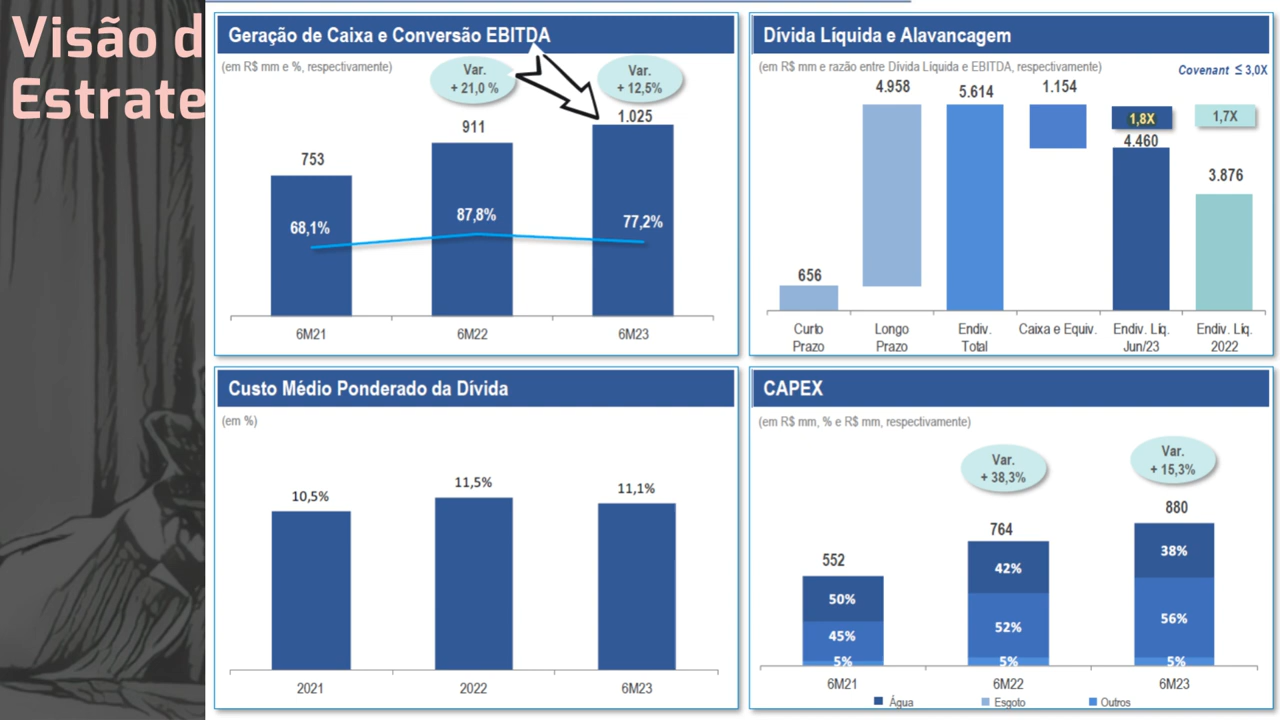 Visão d
Estrate
Geração de Caixa e Conversão EBITDA
(em R$ mm e %, respectivamente)
Var.
+ 21,0 %
Var.
+ 12,5%
753
911
1.025
68,1%
87,8%
77,2%
6M21
6M22
6M23
Dívida Líquida e Alavancagem
(em R$ mm e razão entre Dívida Líquida e EBITDA, respectivamente)
Covenant ≤ 3,0X
656
4.958
5.614
1.154
1,8X
4.460
1,7X
3.876
Curto
Prazo
Longo
Prazo
Endiv.
Total
Caixa e Equiv.
Endiv. Liq.
Jun/23
Endiv. Liq.
2022
Custo Médio Ponderado da Dívida
(em %)
10,5%
11,5%
11,1%
2021
2022
6M23
CAPEX
(em R$ mm, % e R$ mm, respectivamente)
Var.
+ 38,3%
Var.
+ 15,3%
552
764
880
50%
42%
38%
45%
52%
56%
5%
5%
5%
6M21
6M22
6M23
Água
Esgoto
Outros